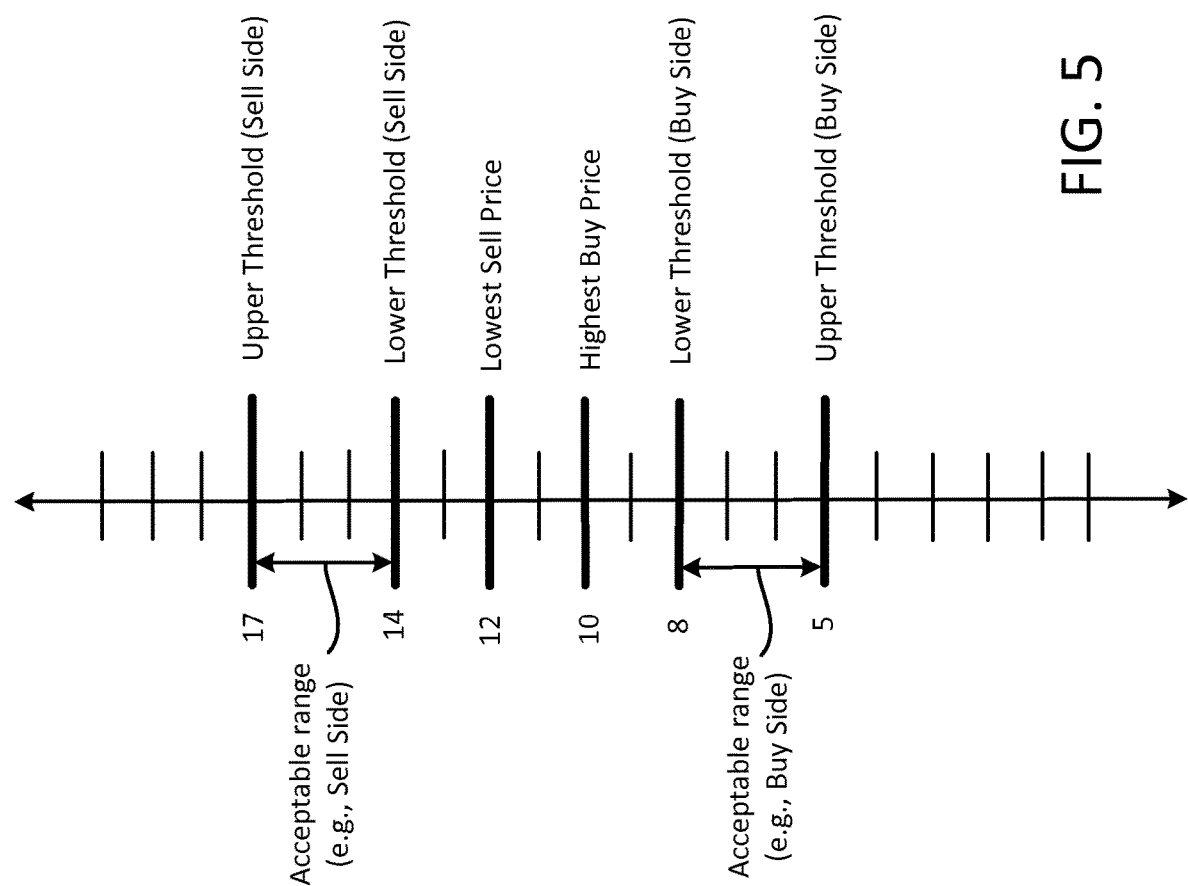 Upper Threshold (Sell Side)
Lower Threshold (Sell Side)
Lowest Sell Price
Highest Buy Price
Lower Threshold (Buy Side)
Upper Threshold (Buy Side)
17
14
12
10
8
5
Acceptable range
(e.g., Sell Side)
Acceptable range
(e.g., Buy Side)
FIG. 5